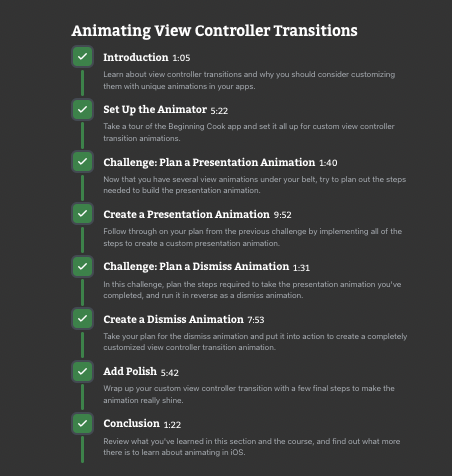 Animating View Controller Transitions
Introduction 1:05
Learn about view controller transitions and why you should consider customizing
them with unique animations in your apps.
Set Up the Animator 5:22
Take a tour of the Beginning Cook app and set it all up for custom view controller
transition animations.
Challenge: Plan a Presentation Animation 1:40
Now that you have several view animations under your belt, try to plan out the steps
needed to build the presentation animation.
Create a Presentation Animation 9:52
Follow through on your plan from the previous challenge by implementing all of the
steps to create a custom presentation animation.
Challenge: Plan a Dismiss Animation 1:31
In this challenge, plan the steps required to take the presentation animation you've
completed, and run it in reverse as a dismiss animation.
Create a Dismiss Animation 7:53
Take your plan for the dismiss animation and put it into action to create a completely
customized view controller transition animation.
Add Polish 5:42
Wrap up your custom view controller transition with a few final steps to make the
animation really shine.
Conclusion 1:22
Review what you've learned in this section and the course, and find out what more
there is to learn about animating in iOS.